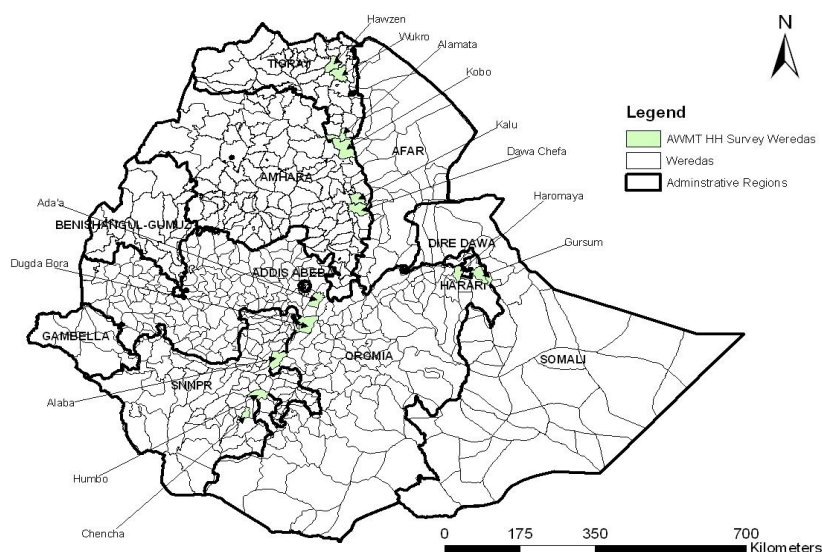 Hawzen
Wukro
Alamata
Kobo
Kalu
Dawa Chefa
Haromaya
Gursum
N
Legend
AWMT HH Survey Weredas
Weredas
Adminstrative Regions
TIGRAY
AFAR
AMHARA
Ada'a
BENISHANGUL-GUMUZ
Dugda Bora
ADDIS ABEBA
DIRE DAWA
HARARI
GAMBELLA
OROMIA
SOMALI
SNNPR
Alaba
Humbo
Chencha
0 175 350 700
Kilometers